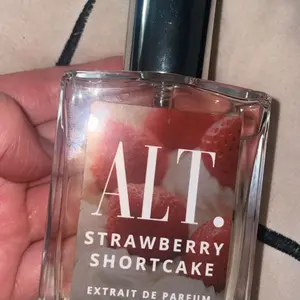 ALT.
STRAWBERRY
SHORTCAKE
EXTRAIT DE PARFUM